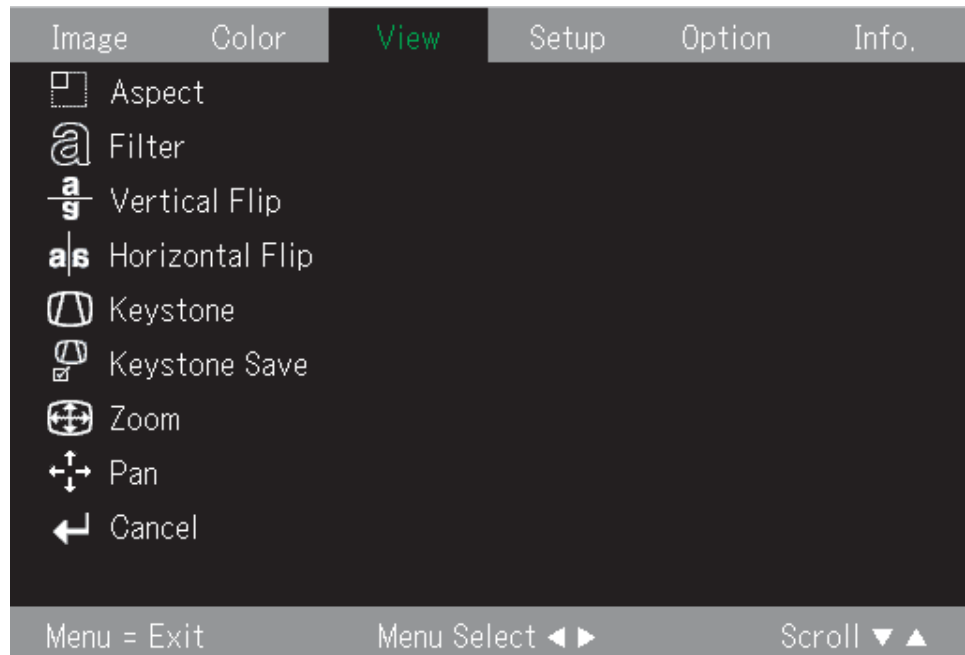 Image Color View Setup Option Info.
Aspect
a Filter
a
g Vertical Flip
a s Horizontal Flip
Keystone
Keystone Save
Zoom
Pan
Cancel
Menu = Exit Menu Select ◀ ▶ Scroll ▼ ▲